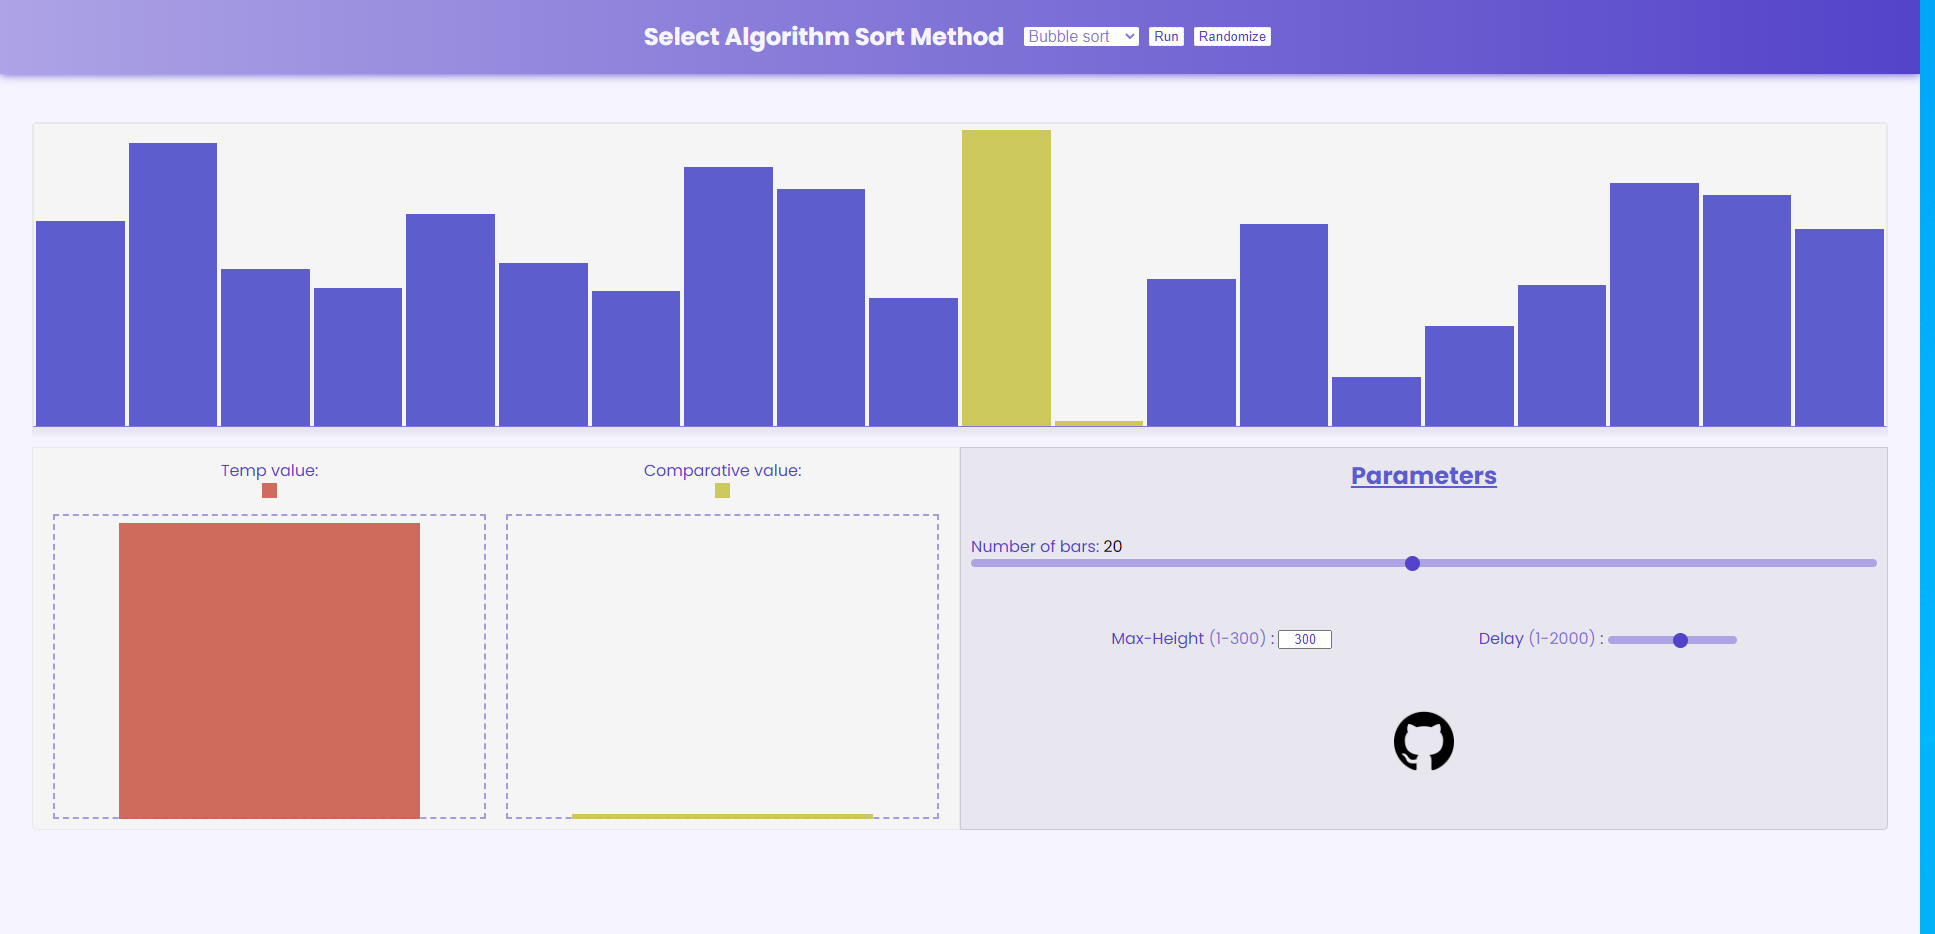 Select Algorithm Sort Method Bubble sort Run Randomize
Temp value: Comparative value:
Parameters
Number of bars: 20
Max-Height (1-300) : 300 Delay (1-2000) :